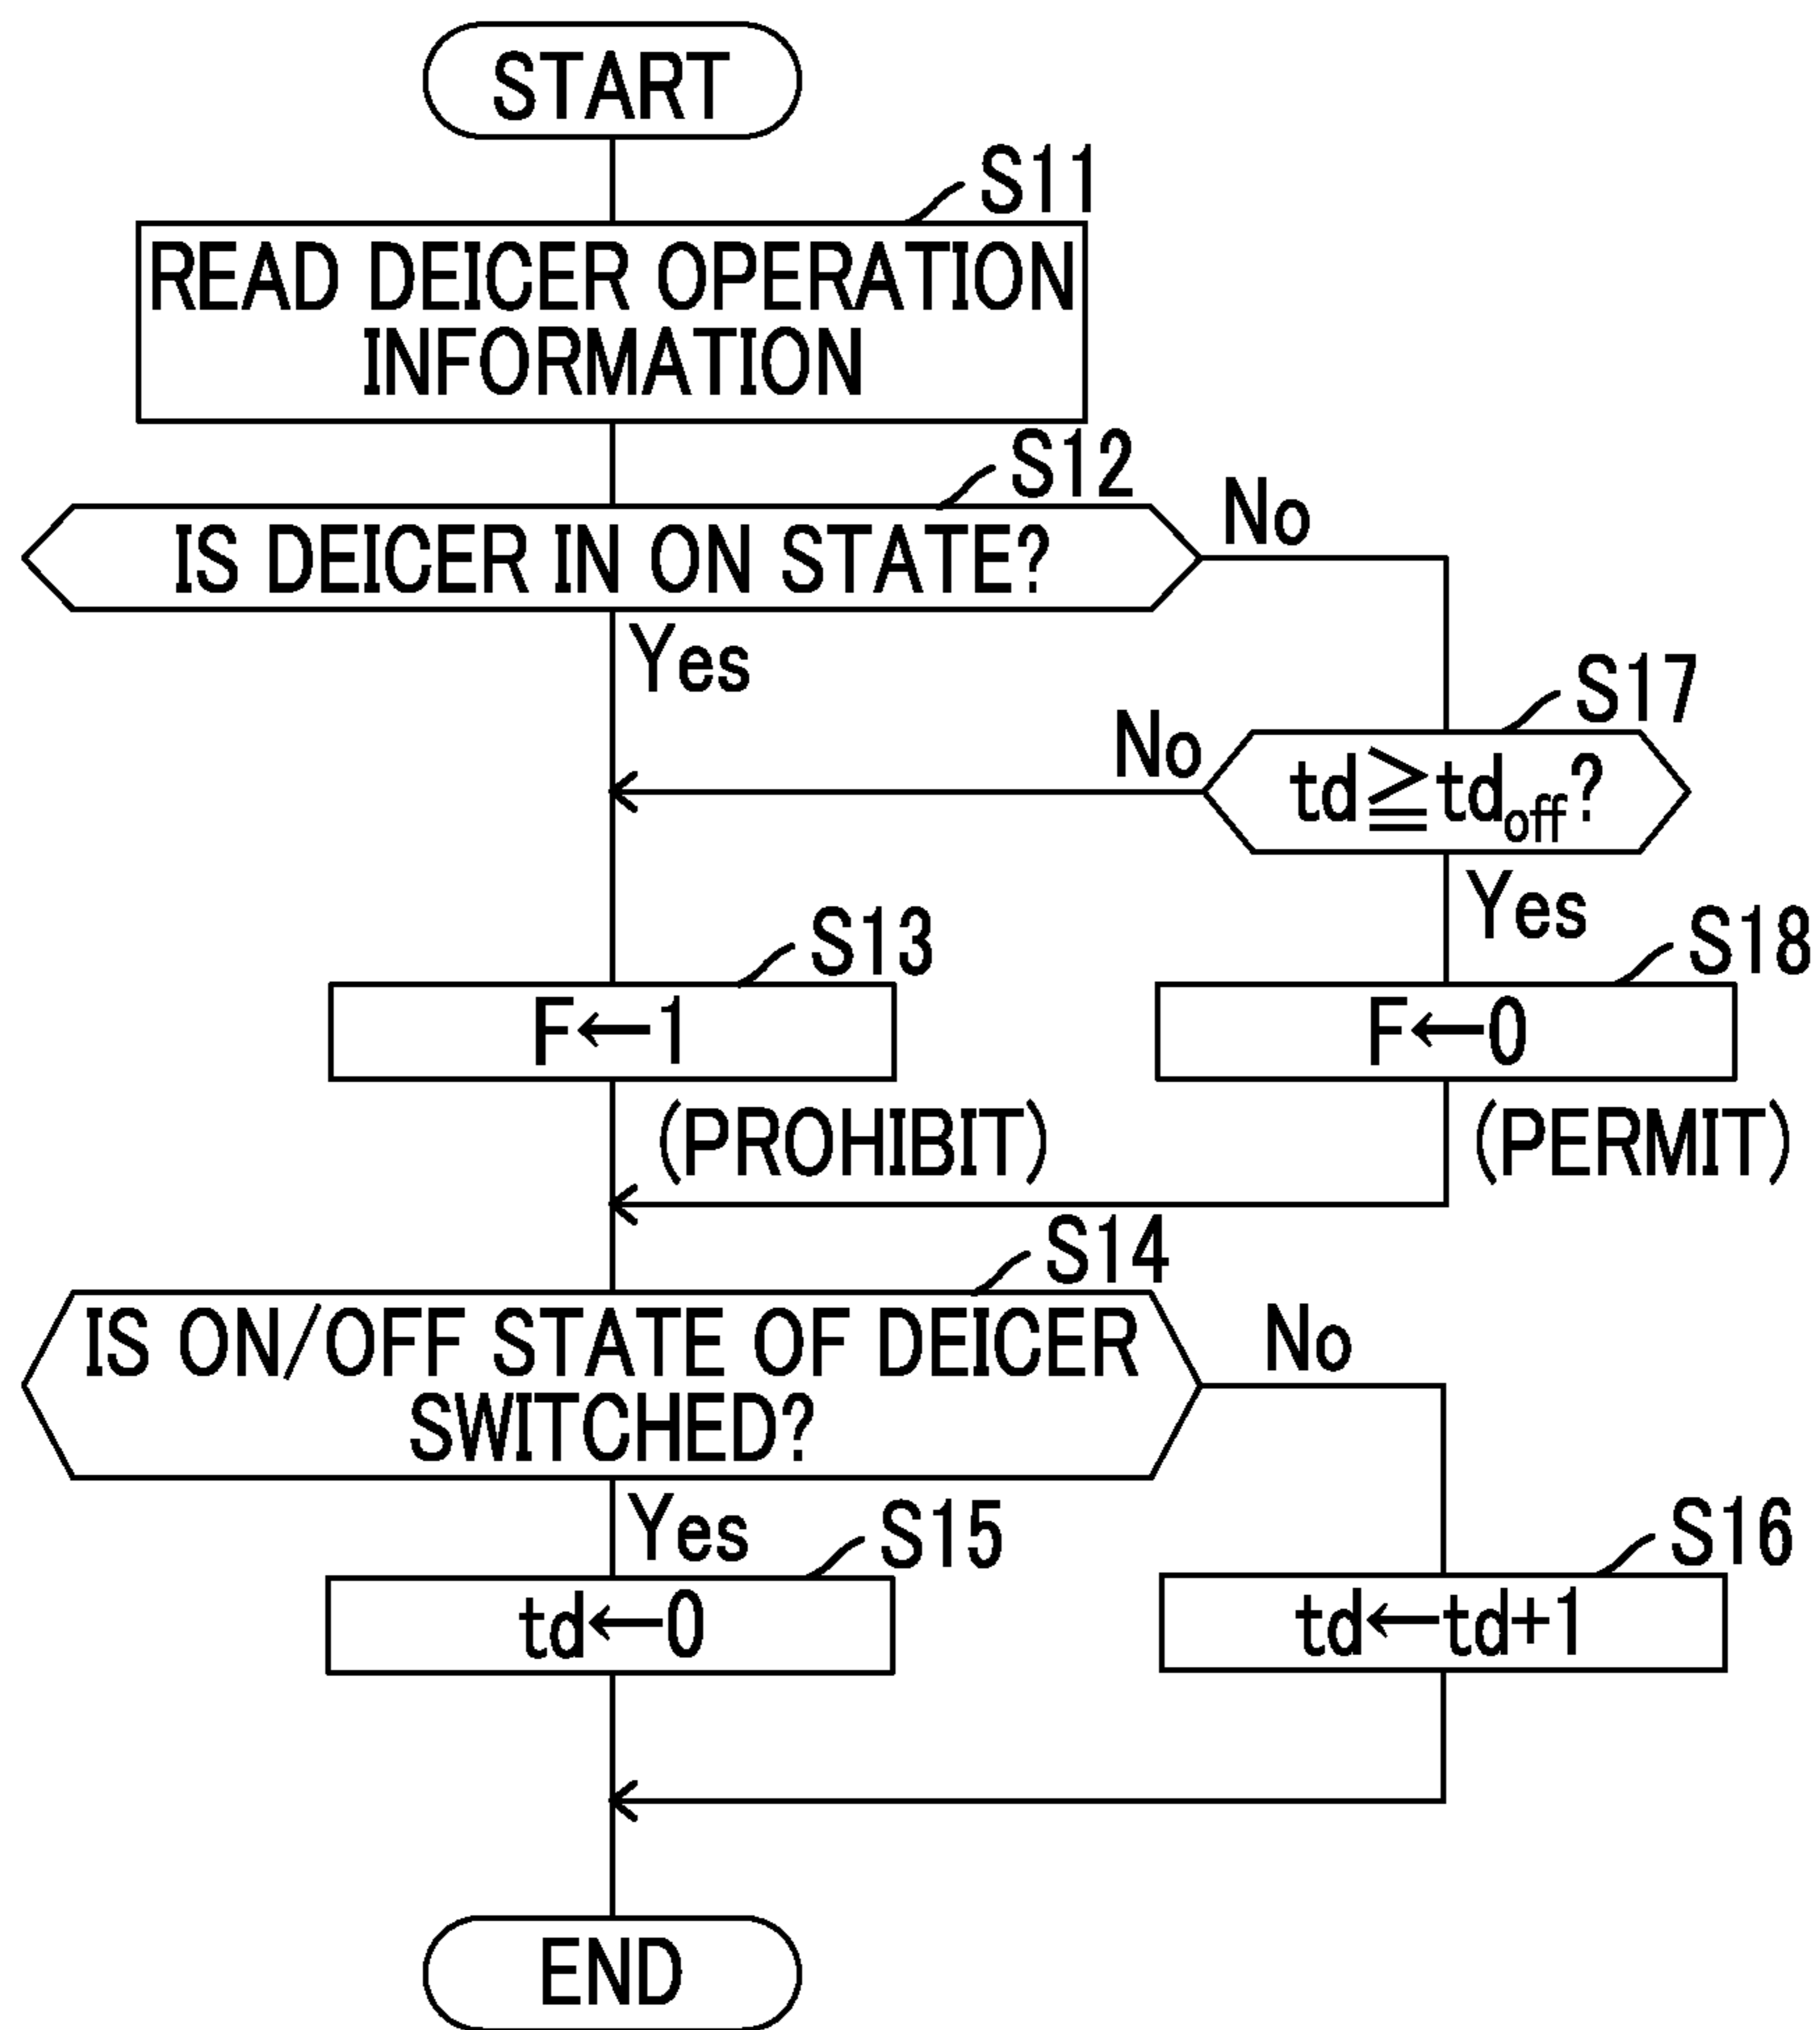 START
S11
READ DEICER OPERATION
INFORMATION
S12
IS DEICER IN ON STATE?
No
Yes
S17
No
td≧td_off?
Yes
S13
S18
F←1
F←0
(PROHIBIT)
(PERMIT)
S14
IS ON/OFF STATE OF DEICER
SWITCHED?
No
Yes
S15
S16
td←0
td←td+1
END